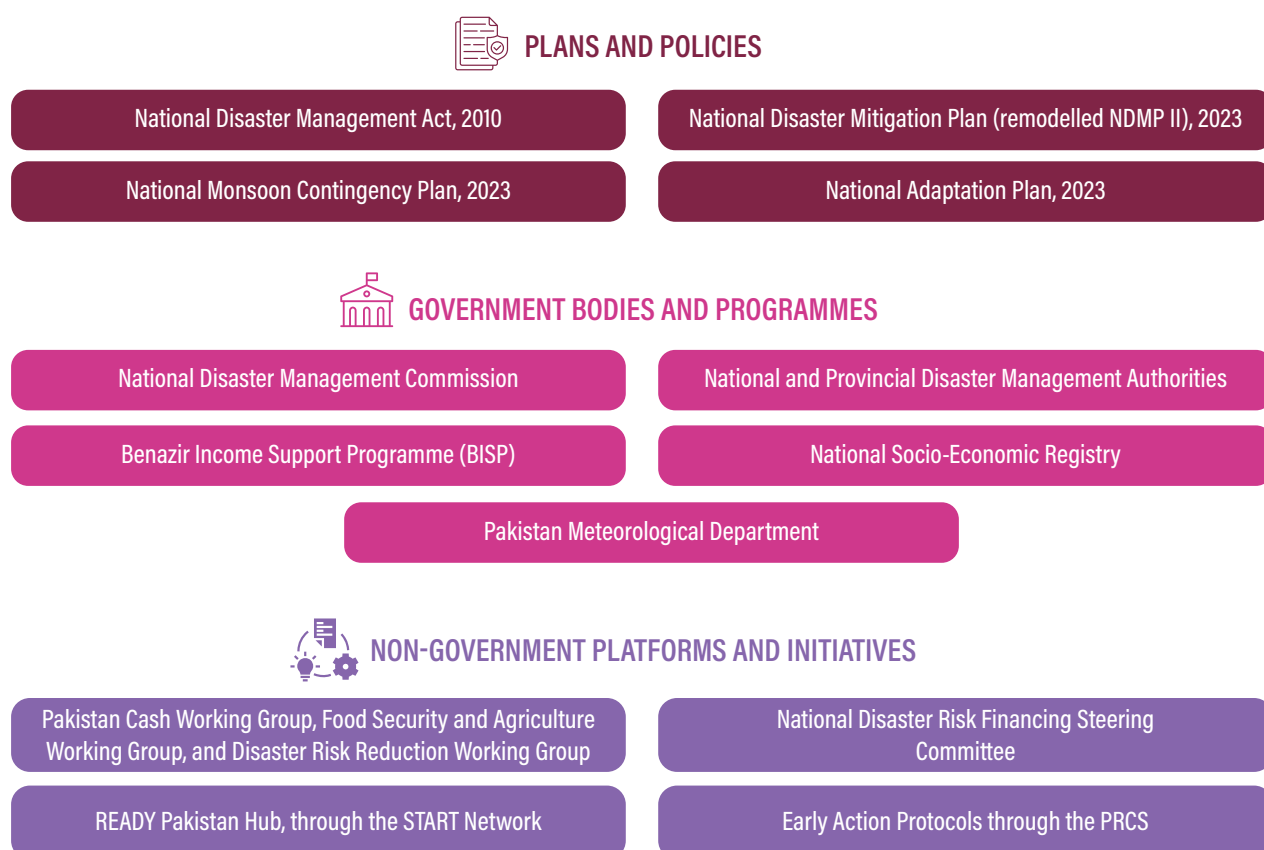 PLANS AND POLICIES
National Disaster Management Act, 2010
National Disaster Mitigation Plan (remodelled NDMP II), 2023
National Monsoon Contingency Plan, 2023
National Adaptation Plan, 2023
GOVERNMENT BODIES AND PROGRAMMES
National Disaster Management Commission
National and Provincial Disaster Management Authorities
Benazir Income Support Programme (BISP)
National Socio-Economic Registry
Pakistan Meteorological Department
NON-GOVERNMENT PLATFORMS AND INITIATIVES
Pakistan Cash Working Group, Food Security and Agriculture
Working Group, and Disaster Risk Reduction Working Group
National Disaster Risk Financing Steering
Committee
READY Pakistan Hub, through the START Network
Early Action Protocols through the PRCS